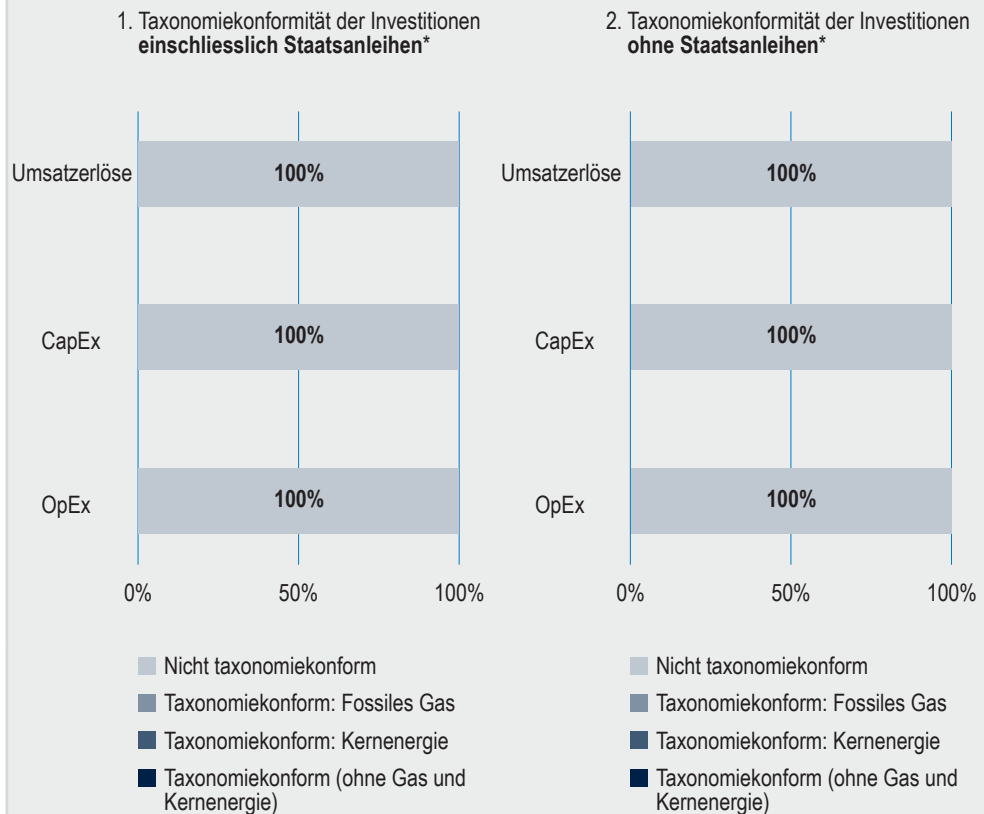 1. Taxonomiekonformität der Investitionen
einschliesslich Staatsanleihen*
Umsatzerlöse
100%
CapEx
100%
OpEx
100%
0% 50% 100%
Nicht taxonomiekonform
Taxonomiekonform: Fossiles Gas
Taxonomiekonform: Kernenergie
Taxonomiekonform (ohne Gas und
Kernenergie)
2. Taxonomiekonformität der Investitionen
ohne Staatsanleihen*
Umsatzerlöse
100%
CapEx
100%
OpEx
100%
0% 50% 100%
Nicht taxonomiekonform
Taxonomiekonform: Fossiles Gas
Taxonomiekonform: Kernenergie
Taxonomiekonform (ohne Gas und
Kernenergie)